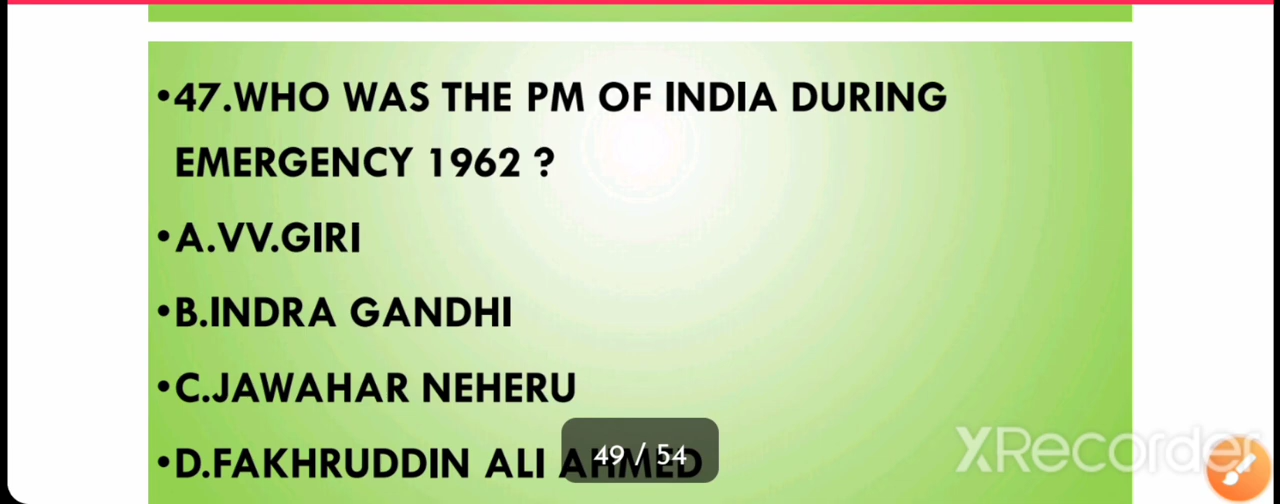 •47.WHO WAS THE PM OF INDIA DURING
EMERGENCY 1962 ?
•A.VV.GIRI
•B.INDRA GANDHI
•C.JAWAHAR NEHERU
•D.FAKHRUDDIN ALI AHMED
49 / 54
XRecorder